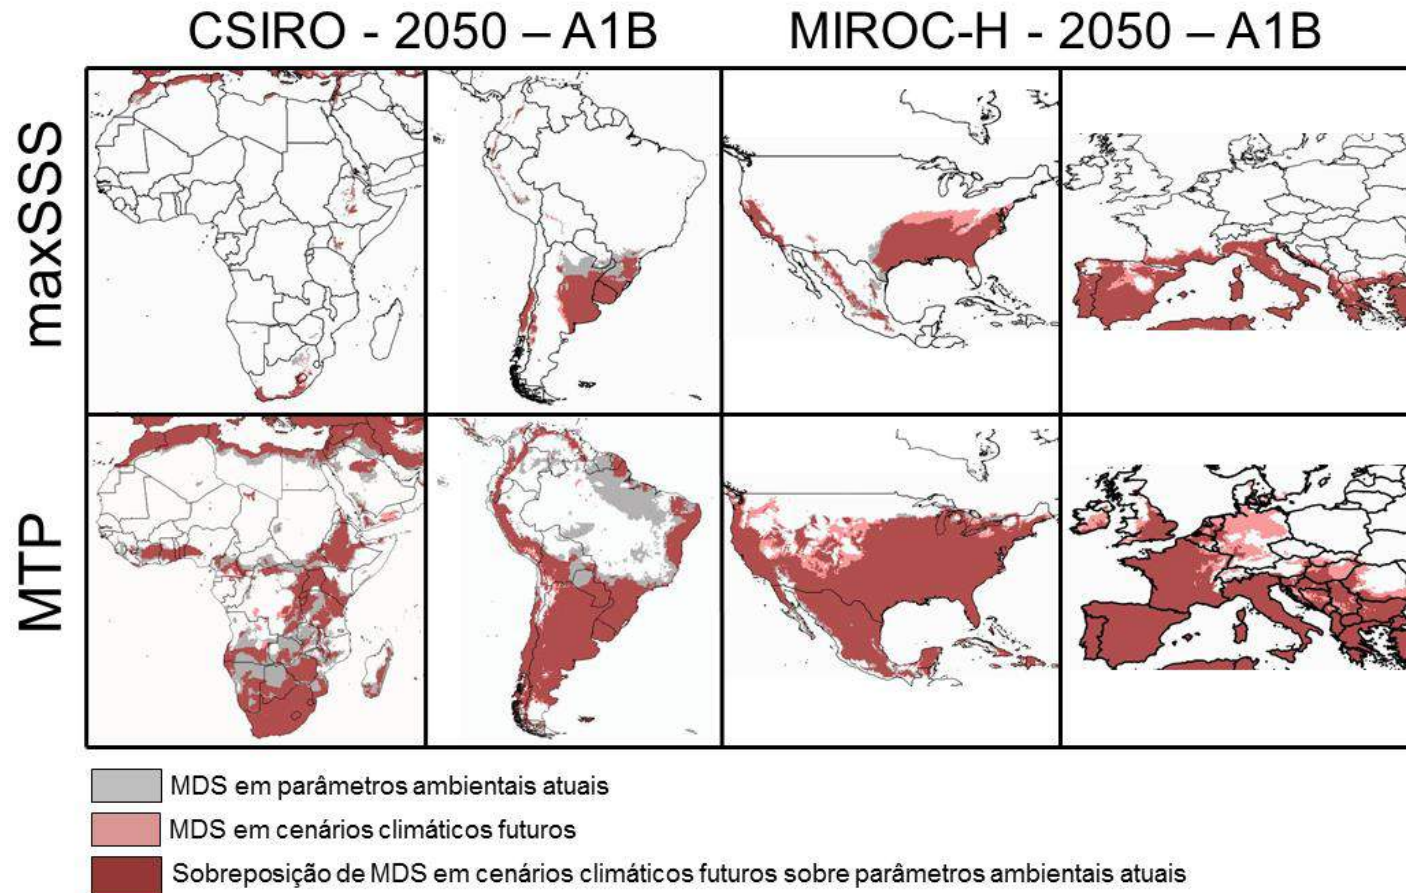 CSIRO - 2050 – A1B
MIROC-H - 2050 – A1B
maxSSS
MTP
MDS em parâmetros ambientais atuais
MDS em cenários climáticos futuros
Sobreposição de MDS em cenários climáticos futuros sobre parâmetros ambientais atuais